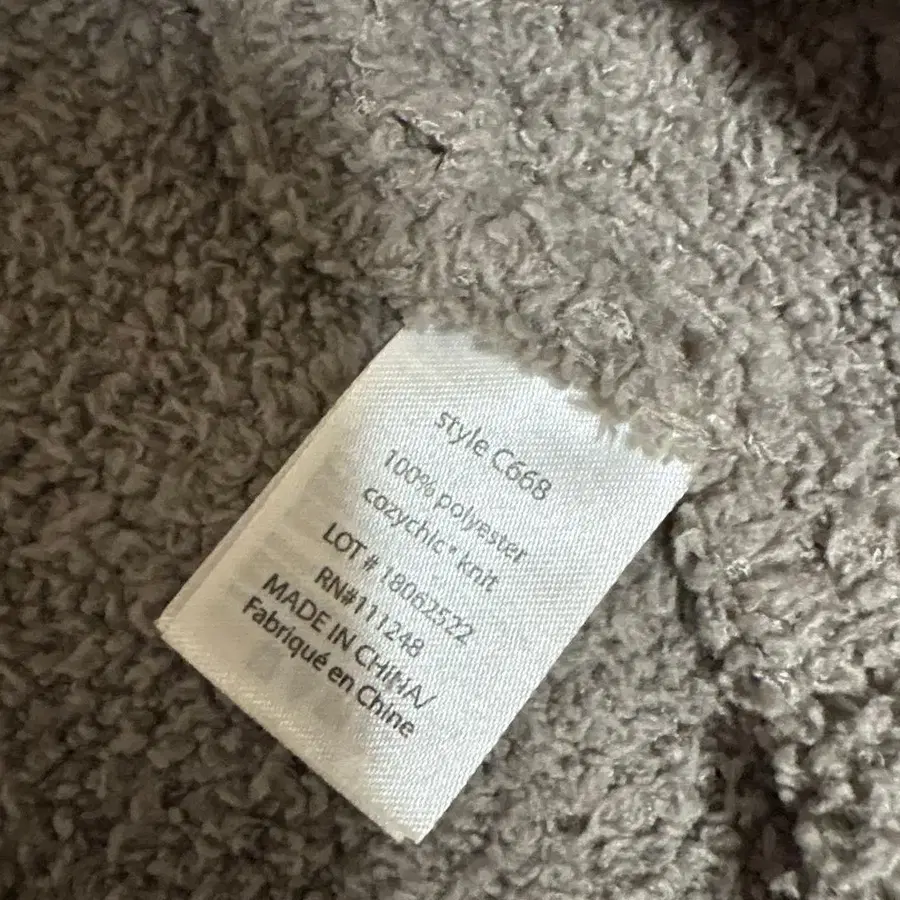 style C668
100% polyester
cozychic® knit
LOT # 18062522
RN#111248
MADE IN CHINA/
Fabriqué en Chine